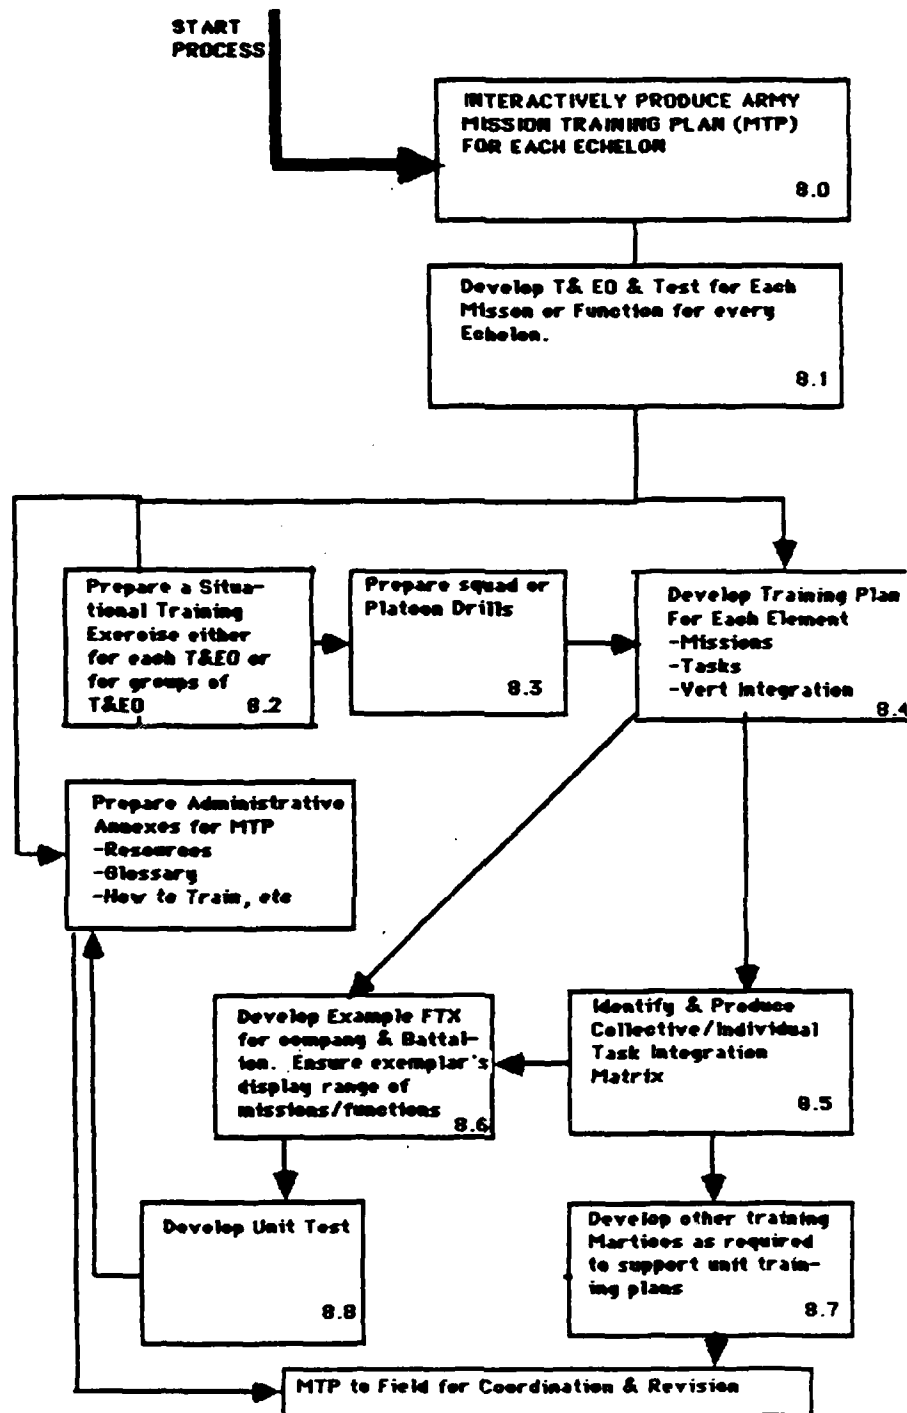 START
PROCESS
INTERACTIVELY PRODUCE ARMY
MISSION TRAINING PLAN (MTP)
FOR EACH ECHELON
8.0
Develop T& EO & Test for Each
Misson or Function for every
Echelon.
8.1
Prepare a Situa-
tional Training
Exercise either
for each T&EO or
for groups of
T&EO
8.2
Prepare squad or
Platoon Drills
8.3
Develop Training Plan
For Each Element
-Missions
-Tasks
-Vert Integration
8.4
Prepare Administrative
Annexes for MTP
-Resources
-Glossary
-How to Train, etc
Develop Example FTX
for company & Battal-
ion. Ensure exemplar's
display range of
missions/functions
8.6
Identify & Produce
Collective/Individual
Task Integration
Matrix
8.5
Develop Unit Test
8.8
Develop other training
Martices as required
to support unit train-
ing plans
8.7
MTP to Field for Coordination & Revision